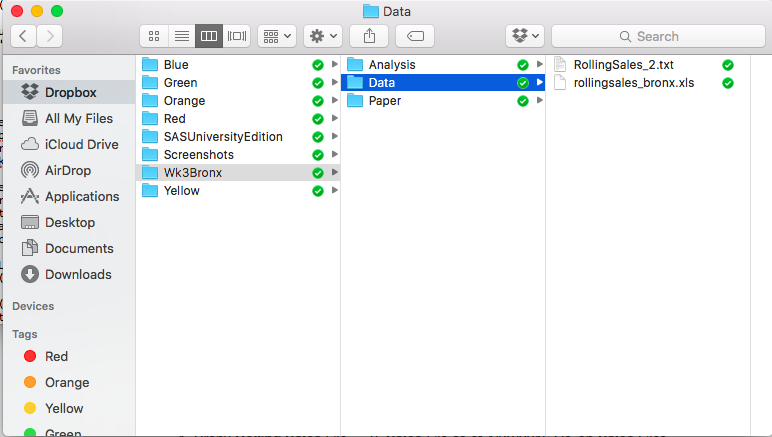 Data
Search
Favorites
Dropbox
All My Files
iCloud Drive
AirDrop
Applications
Desktop
Documents
Downloads
Devices
Tags
Red
Orange
Yellow
Green
Blue
Green
Orange
Red
SASUniversityEdition
Screenshots
Wk3Bronx
Yellow
Analysis
Data
Paper
RollingSales_2.txt
rollingsales_bronx.xls